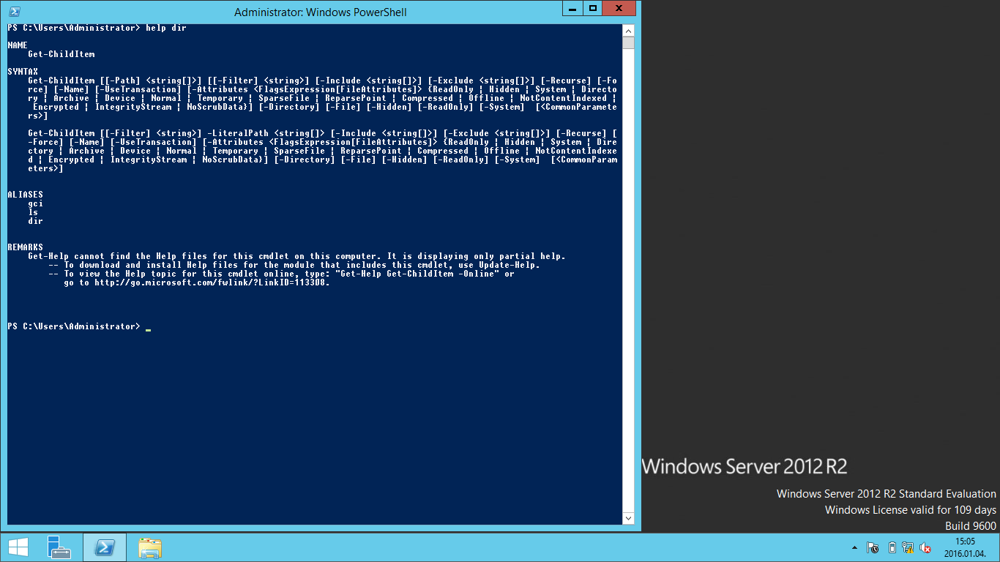 Administrator: Windows PowerShell
PS C:\Users\Administrator> help dir
NAME
    Get-ChildItem
SYNTAX
    Get-ChildItem [[-Path] <string[]>] [[-Filter] <string>] [-Include <string[]>] [-Exclude <string[]>] [-Recurse] [-Fo
    rce] [-Name] [-UseTransaction] [-Attributes <FlagsExpression[FileAttributes]> {ReadOnly | Hidden | System | Directo
    ry | Archive | Device | Normal | Temporary | SparseFile | ReparsePoint | Compressed | Offline | NotContentIndexed |
     Encrypted | IntegrityStream | NoScrubData}] [-Directory] [-File] [-Hidden] [-ReadOnly] [-System]  [<CommonParamete
    rs>]
    Get-ChildItem [[-Filter] <string>] -LiteralPath <string[]> [-Include <string[]>] [-Exclude <string[]>] [-Recurse] [
    -Force] [-Name] [-UseTransaction] [-Attributes <FlagsExpression[FileAttributes]> {ReadOnly | Hidden | System | Dire
    ctory | Archive | Device | Normal | Temporary | SparseFile | ReparsePoint | Compressed | Offline | NotContentIndexe
    d | Encrypted | IntegrityStream | NoScrubData}] [-Directory] [-File] [-Hidden] [-ReadOnly] [-System]  [<CommonParam
    eters>]
ALIASES
    gci
    ls
    dir
REMARKS
    Get-Help cannot find the Help files for this cmdlet on this computer. It is displaying only partial help.
        -- To download and install Help files for the module that includes this cmdlet, use Update-Help.
        -- To view the Help topic for this cmdlet online, type: "Get-Help Get-ChildItem -Online" or
           go to http://go.microsoft.com/fwlink/?LinkID=113308.
PS C:\Users\Administrator> _
Windows Server 2012 R2
Windows Server 2012 R2 Standard Evaluation
Windows License valid for 109 days
Build 9600
15:05
2016.01.04.